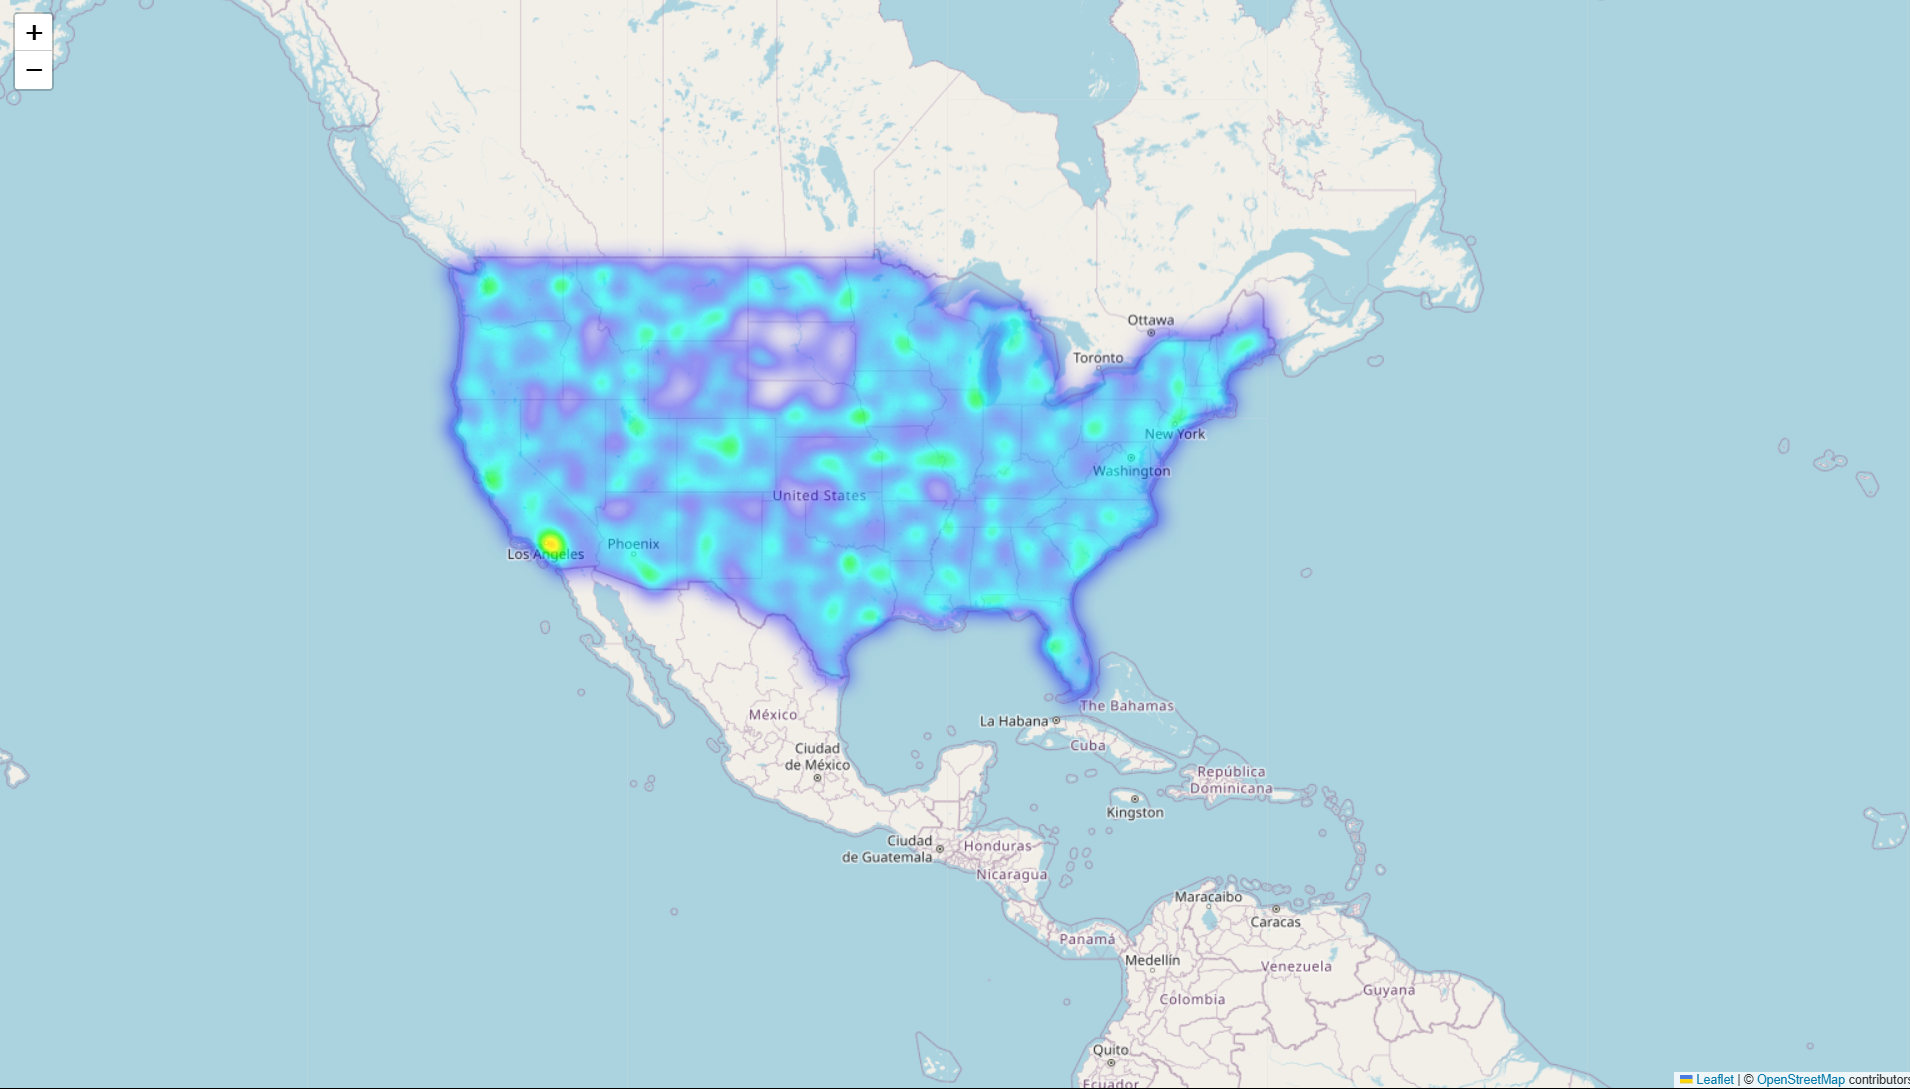 +
−
Ottawa
Toronto
New York
Washington
United States
Los Angeles
Phoenix
México
Ciudad
de México
La Habana
The Bahamas
Cuba
República
Dominicana
Kingston
Ciudad
de Guatemala
Honduras
Nicaragua
Maracaibo
Caracas
Panamá
Medellín
Venezuela
Guyana
Colombia
Quito
Ecuador
Leaflet | © OpenStreetMap contributors